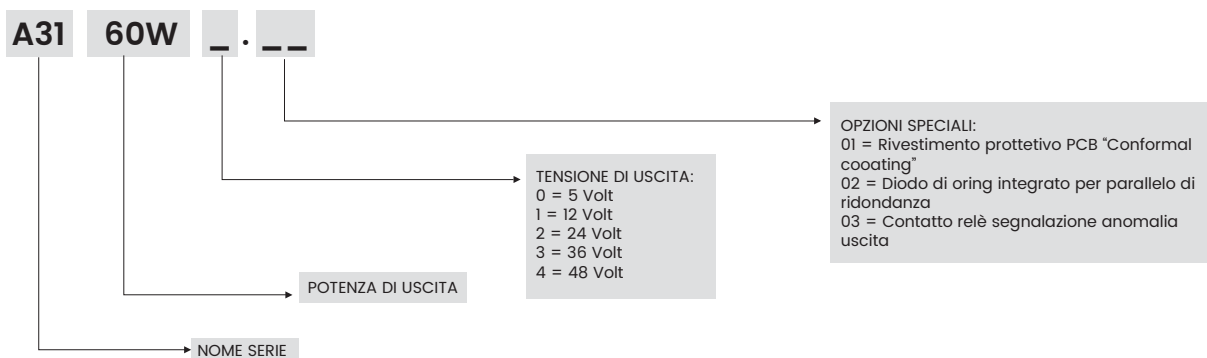 A31 60W _ . _ _
OPZIONI SPECIALI:
01 = Rivestimento prottetivo PCB “Conformal
cooating”
02 = Diodo di oring integrato per parallelo di
ridondanza
03 = Contatto relè segnalazione anomalia
uscita
TENSIONE DI USCITA:
0 = 5 Volt
1 = 12 Volt
2 = 24 Volt
3 = 36 Volt
4 = 48 Volt
POTENZA DI USCITA
NOME SERIE